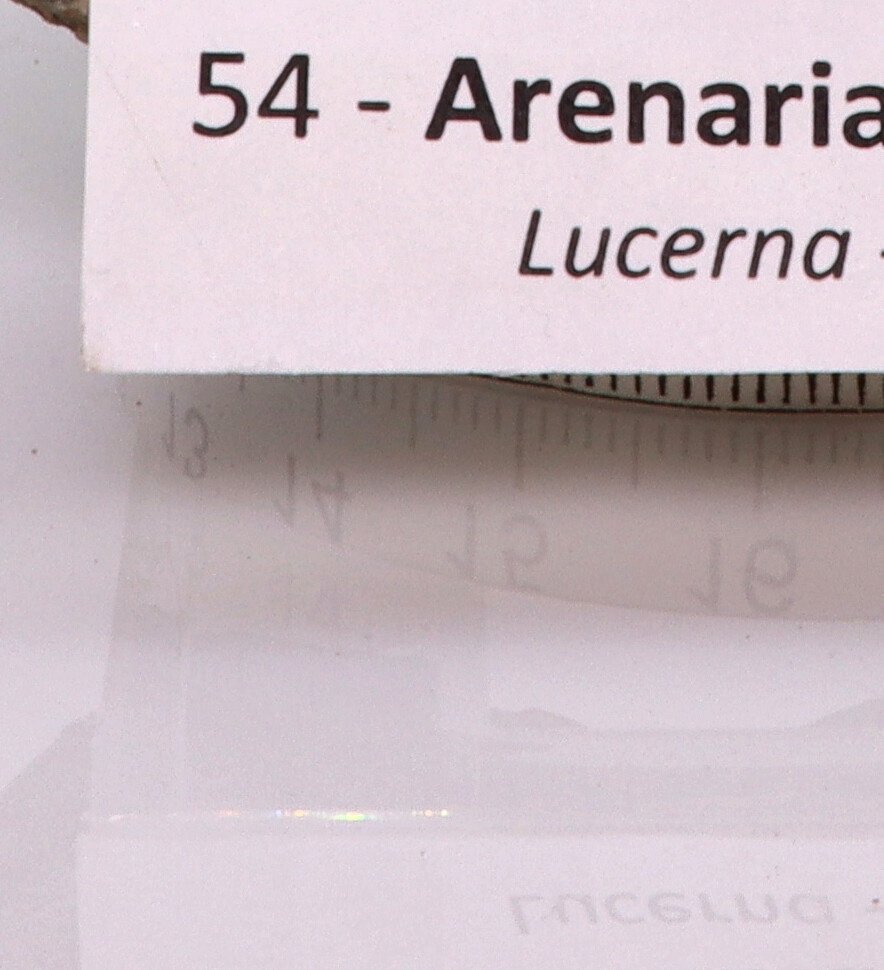 54 - Arenaria
Lucerna -
13 14 15 16
Lucerna -